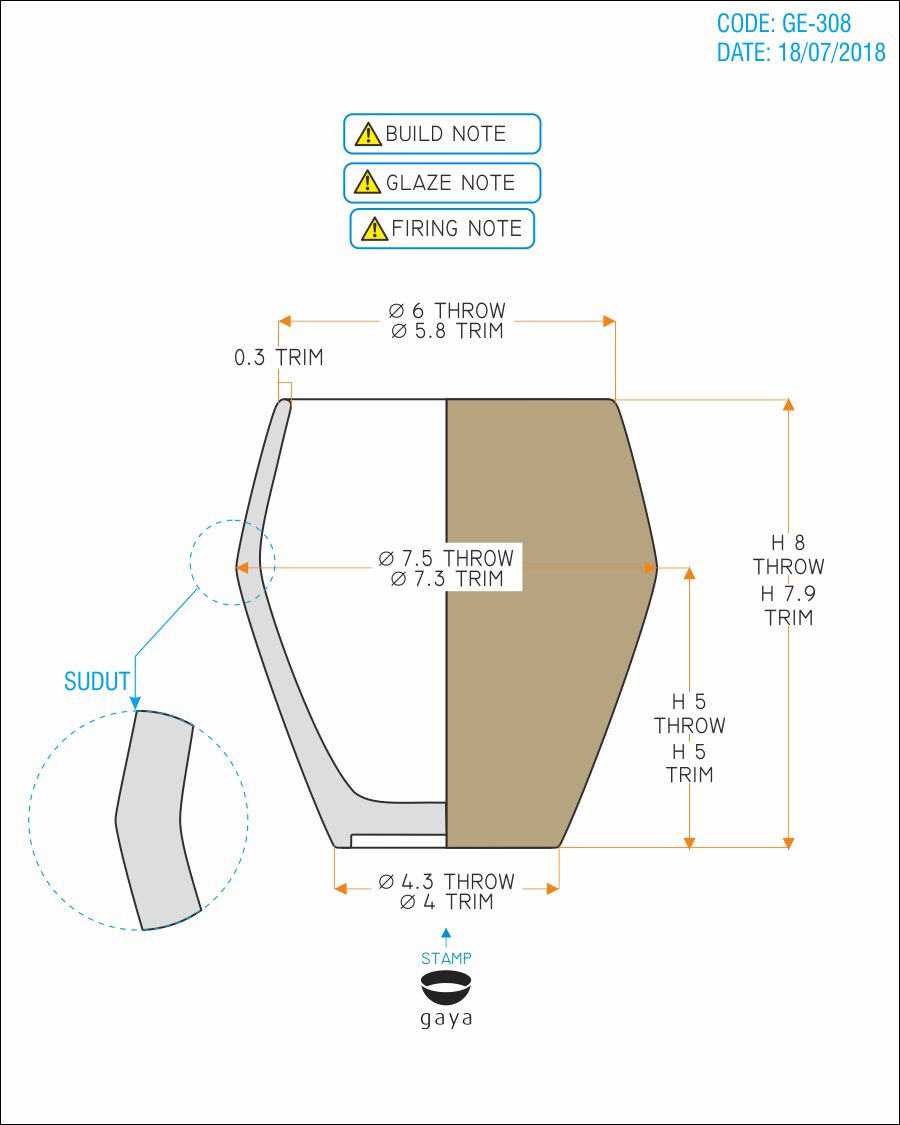 CODE: GE-308
DATE: 18/07/2018
BUILD NOTE
GLAZE NOTE
FIRING NOTE
Ø 6 THROW
Ø 5.8 TRIM
0.3 TRIM
Ø 7.5 THROW
Ø 7.3 TRIM
H 8
THROW
H 7.9
TRIM
SUDUT
H 5
THROW
H 5
TRIM
Ø 4.3 THROW
Ø 4 TRIM
STAMP
gaya